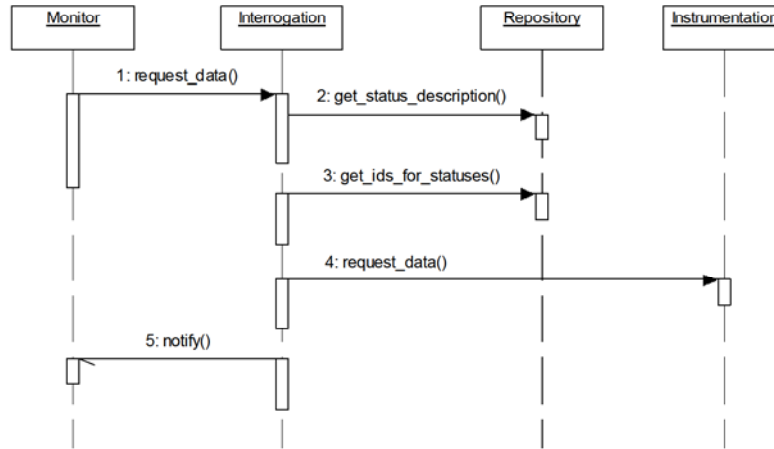 Monitor
Interrogation
Repository
Instrumentation
1: request_data()
2: get_status_description()
3: get_ids_for_statuses()
4: request_data()
5: notify()